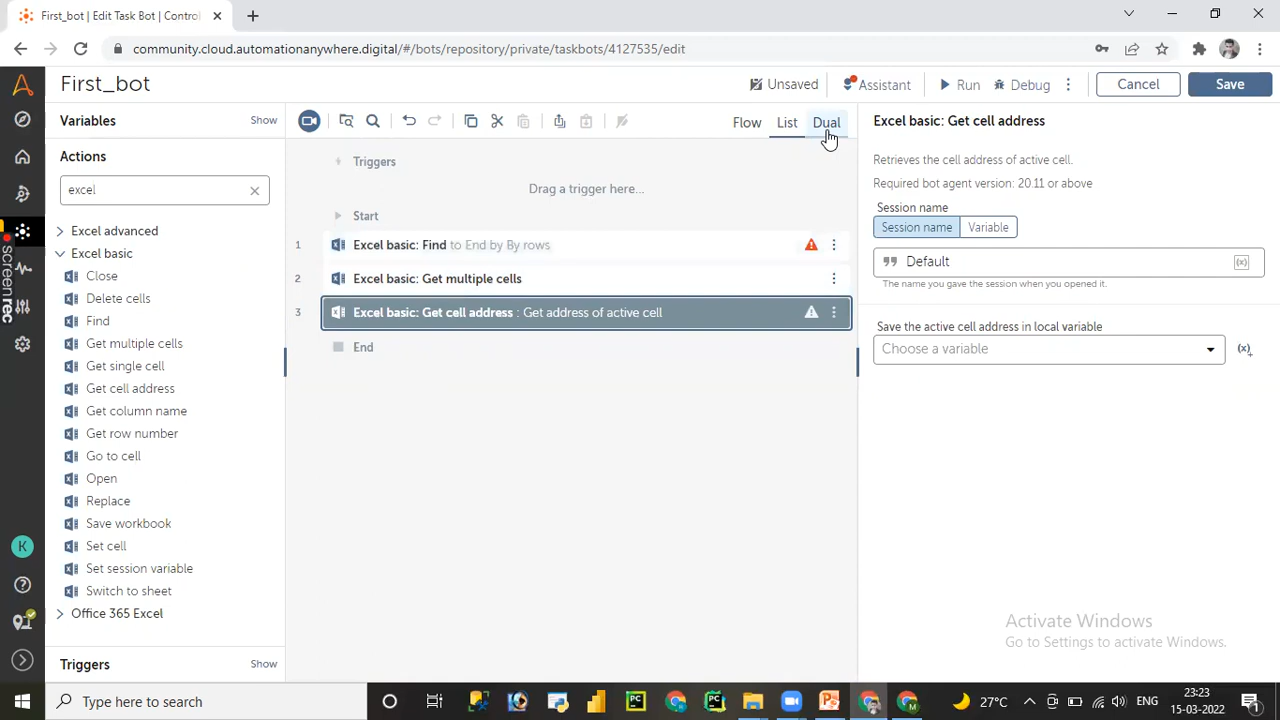 First_bot | Edit Task Bot | Contro
community.cloud.automationanywhere.digital/#/bots/repository/private/taskbots/4127535/edit
First_bot
Unsaved
Assistant
Run
Debug
Cancel
Save
Variables
Show
Flow
List
Dual
Excel basic: Get cell address
Actions
excel
Excel advanced
Excel basic
Close
Delete cells
Find
Get multiple cells
Get single cell
Get cell address
Get column name
Get row number
Go to cell
Open
Replace
Save workbook
Set cell
Set session variable
Switch to sheet
Office 365 Excel
Triggers
Show
Triggers
Drag a trigger here...
Start
1 Excel basic: Find to End by By rows
2 Excel basic: Get multiple cells
3 Excel basic: Get cell address : Get address of active cell
End
Retrieves the cell address of active cell.
Required bot agent version: 20.11 or above
Session name
Session name
Variable
Default
(x)
The name you gave the session when you opened it.
Save the active cell address in local variable
Choose a variable
(x)+
Activate Windows
Go to Settings to activate Windows.
screenrec
K
Type here to search
PC
PC
M
27°C
ENG
23:23
15-03-2022
1